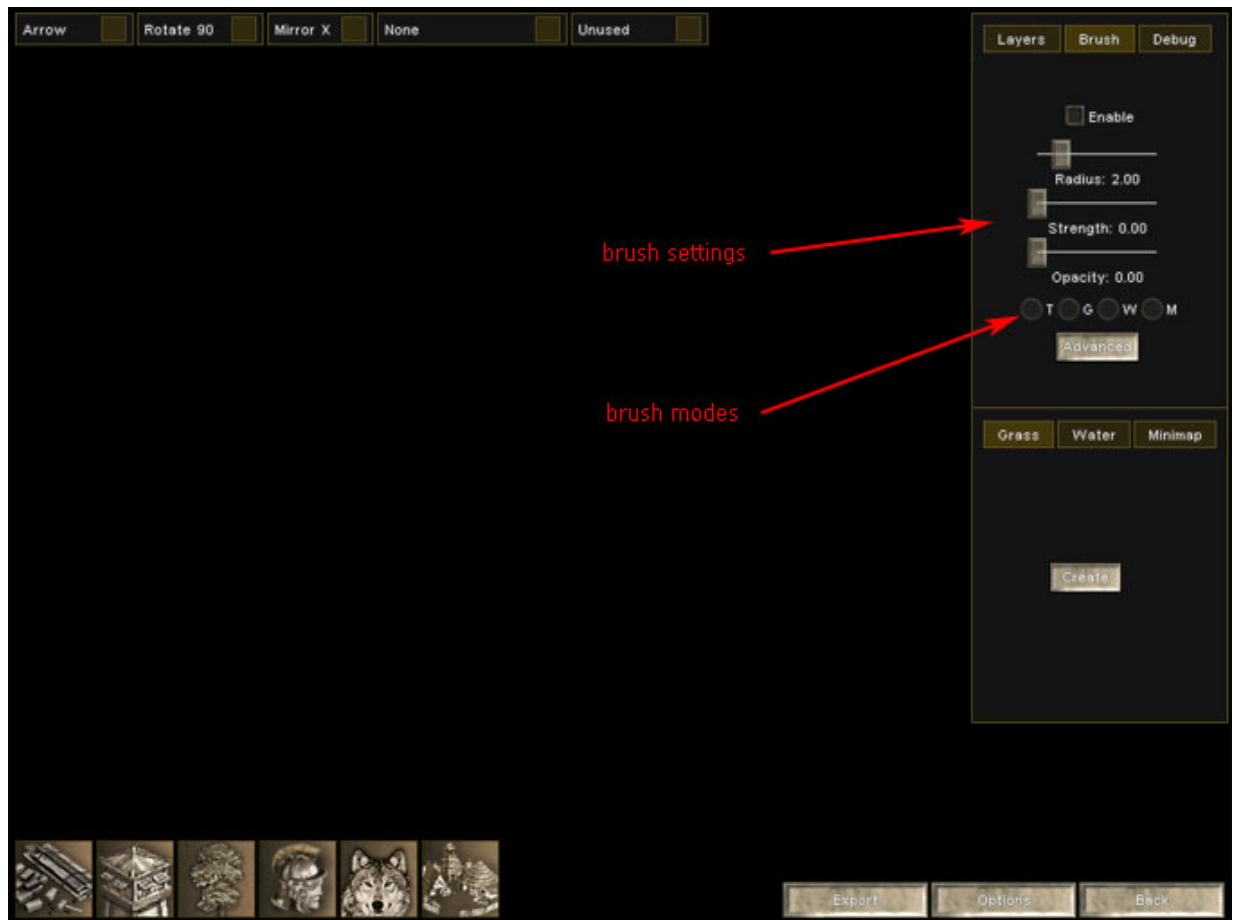 Arrow Rotate 90 Mirror X None Unused
Layers Brush Debug
Enable
Radius: 2.00
Strength: 0.00
brush settings
Opacity: 0.00
T G W M
Advanced
brush modes
Grass Water Minimap
Create
Export Options Back